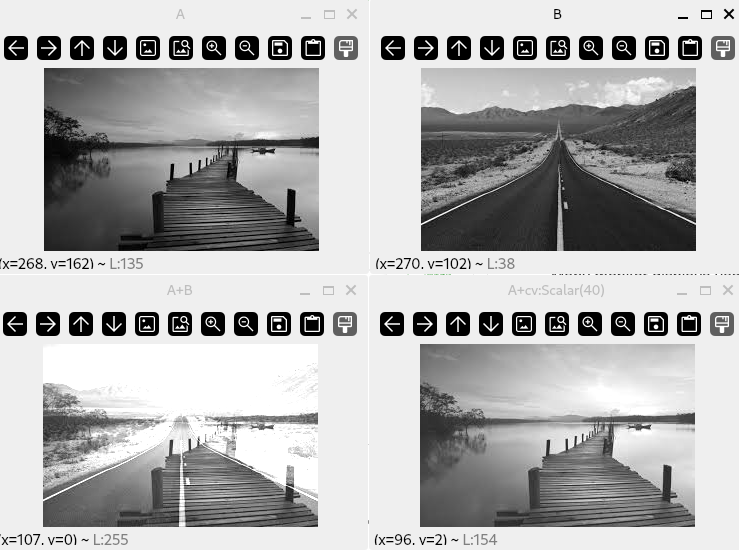 A
B
(x=268, y=162) ~ L:135
(x=270, y=102) ~ L:38
A+B
A+cv:Scalar(40)
(x=107, y=0) ~ L:255
(x=96, y=2) ~ L:154